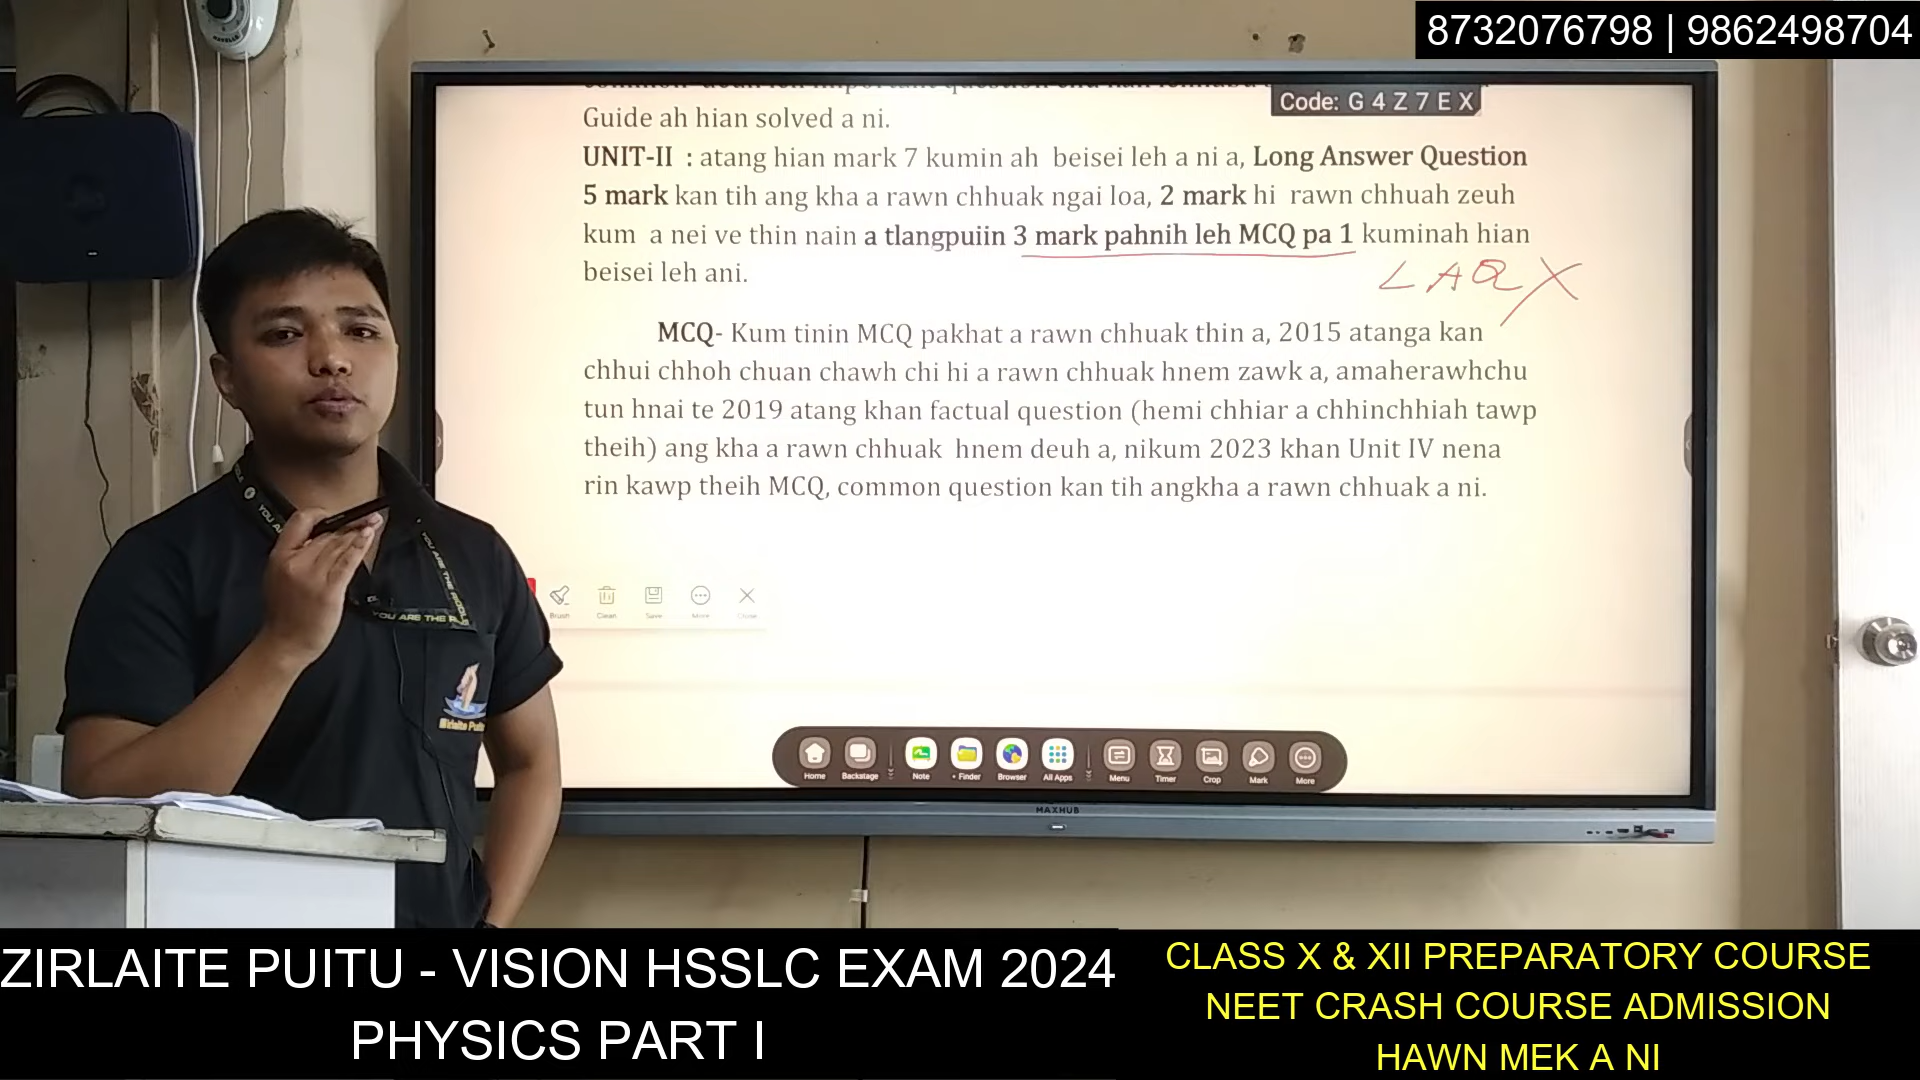 8732076798 | 9862498704
Code: G 4 Z 7 E X
Guide ah hian solved a ni.
UNIT-II : atang hian mark 7 kumin ah beisei leh a ni a, Long Answer Question
5 mark kan tih ang kha a rawn chhuak ngai loa, 2 mark hi rawn chhuah zeuh
kum a nei ve thin nain a tlangpuiin 3 mark pahnih leh MCQ pa 1 kuminah hian
beisei leh ani.
LAQ X
MCQ- Kum tinin MCQ pakhat a rawn chhuak thin a, 2015 atanga kan
chhui chhoh chuan chawh chi hi a rawn chhuak hnem zawk a, amaherawhchu
tun hnai te 2019 atang khan factual question (hemi chhiar a chhinchhiah tawp
theih) ang kha a rawn chhuak hnem deuh a, nikum 2023 khan Unit IV nena
rin kawp theih MCQ, common question kan tih angkha a rawn chhuak a ni.
Brush Clean Save More Close
Home Backstage Note • Finder Browser All Apps Menu Timer Crop Mark More
MAXHUB
YOU ARE THE
ZIRLAITE PUITU - VISION HSSLC EXAM 2024
PHYSICS PART I
CLASS X & XII PREPARATORY COURSE
NEET CRASH COURSE ADMISSION
HAWN MEK A NI